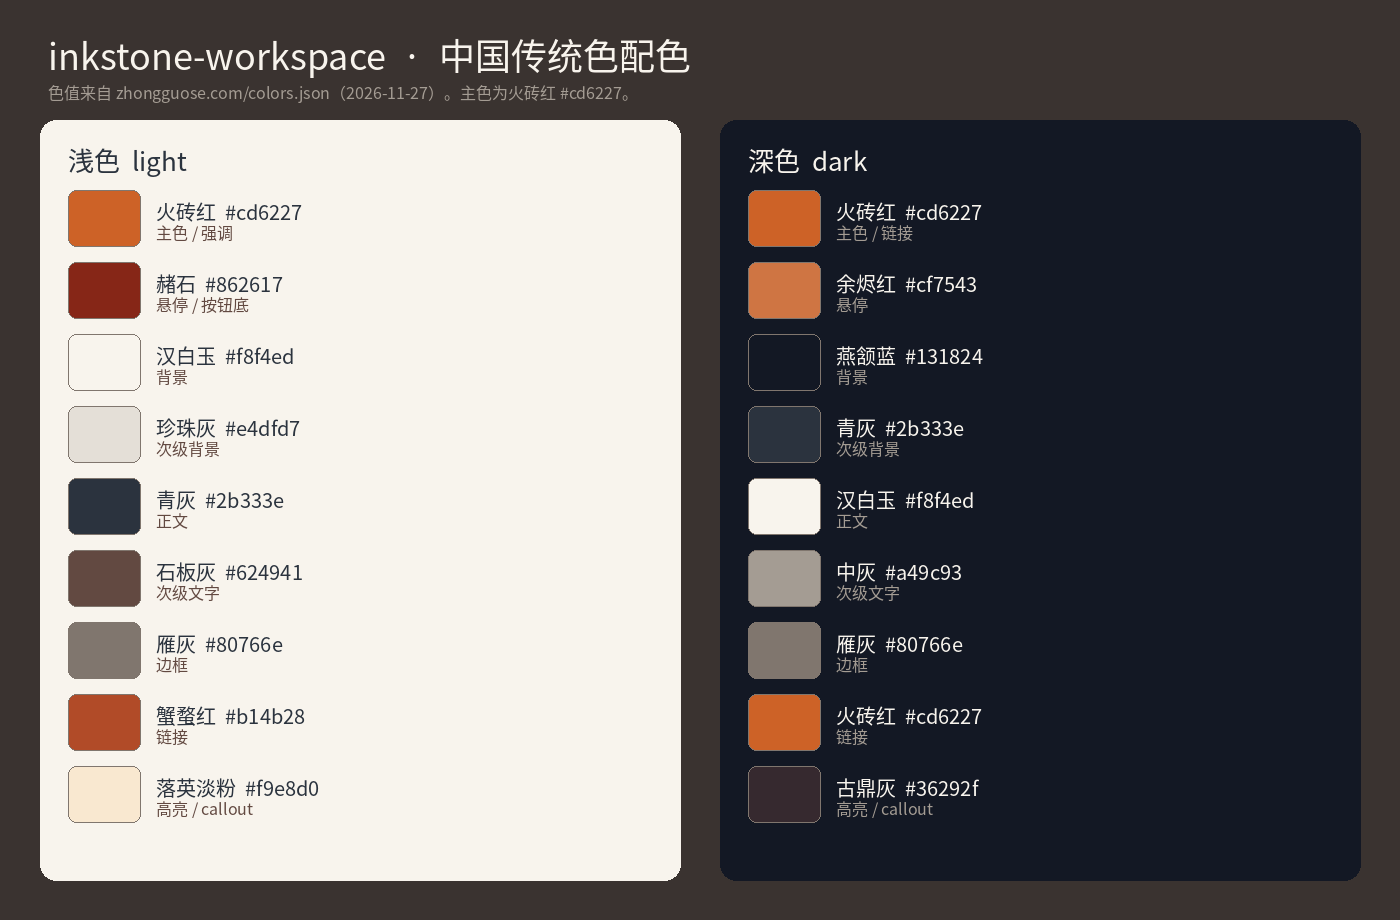 inkstone-workspace · 中国传统色配色
色值来自 zhongguose.com/colors.json（2026-11-27）。主色为火砖红 #cd6227。
浅色 light
火砖红 #cd6227
主色 / 强调
赭石 #862617
悬停 / 按钮底
汉白玉 #f8f4ed
背景
珍珠灰 #e4dfd7
次级背景
青灰 #2b333e
正文
石板灰 #624941
次级文字
雁灰 #80766e
边框
蟹蝥红 #b14b28
链接
落英淡粉 #f9e8d0
高亮 / callout
深色 dark
火砖红 #cd6227
主色 / 链接
余烬红 #cf7543
悬停
燕颔蓝 #131824
背景
青灰 #2b333e
次级背景
汉白玉 #f8f4ed
正文
中灰 #a49c93
次级文字
雁灰 #80766e
边框
火砖红 #cd6227
链接
古鼎灰 #36292f
高亮 / callout